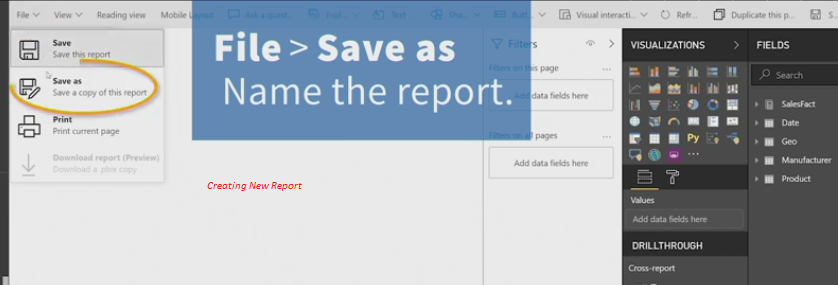 File
View
Reading view
Mobile Layout
Ask a quest...
Expl...
Text ...
Sha...
Butt...
Visual interacti...
Refr...
Duplicate this p...
S...
Save
Save this report
Save as
Save a copy of this report
Print
Print current page
Download report (Preview)
Download a .pbix copy
File > Save as
Name the report.
Creating New Report
Filters
Filters on this page
...
Add data fields here
Filters on all pages
...
Add data fields here
VISUALIZATIONS
Py
...
Values
Add data fields here
DRILLTHROUGH
Cross-report
FIELDS
Search
SalesFact
Date
Geo
Manufacturer
Product